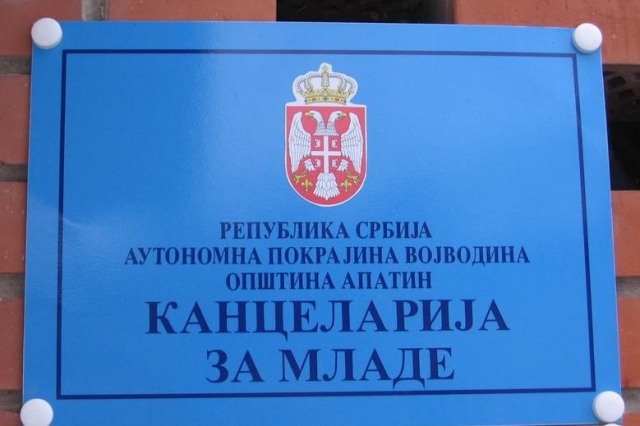 РЕПУБЛИКА СРБИЈА
АУТОНОМНА ПОКРАЈИНА ВОЈВОДИНА
ОПШТИНА АПАТИН
КАНЦЕЛАРИЈА
ЗА МЛАДЕ